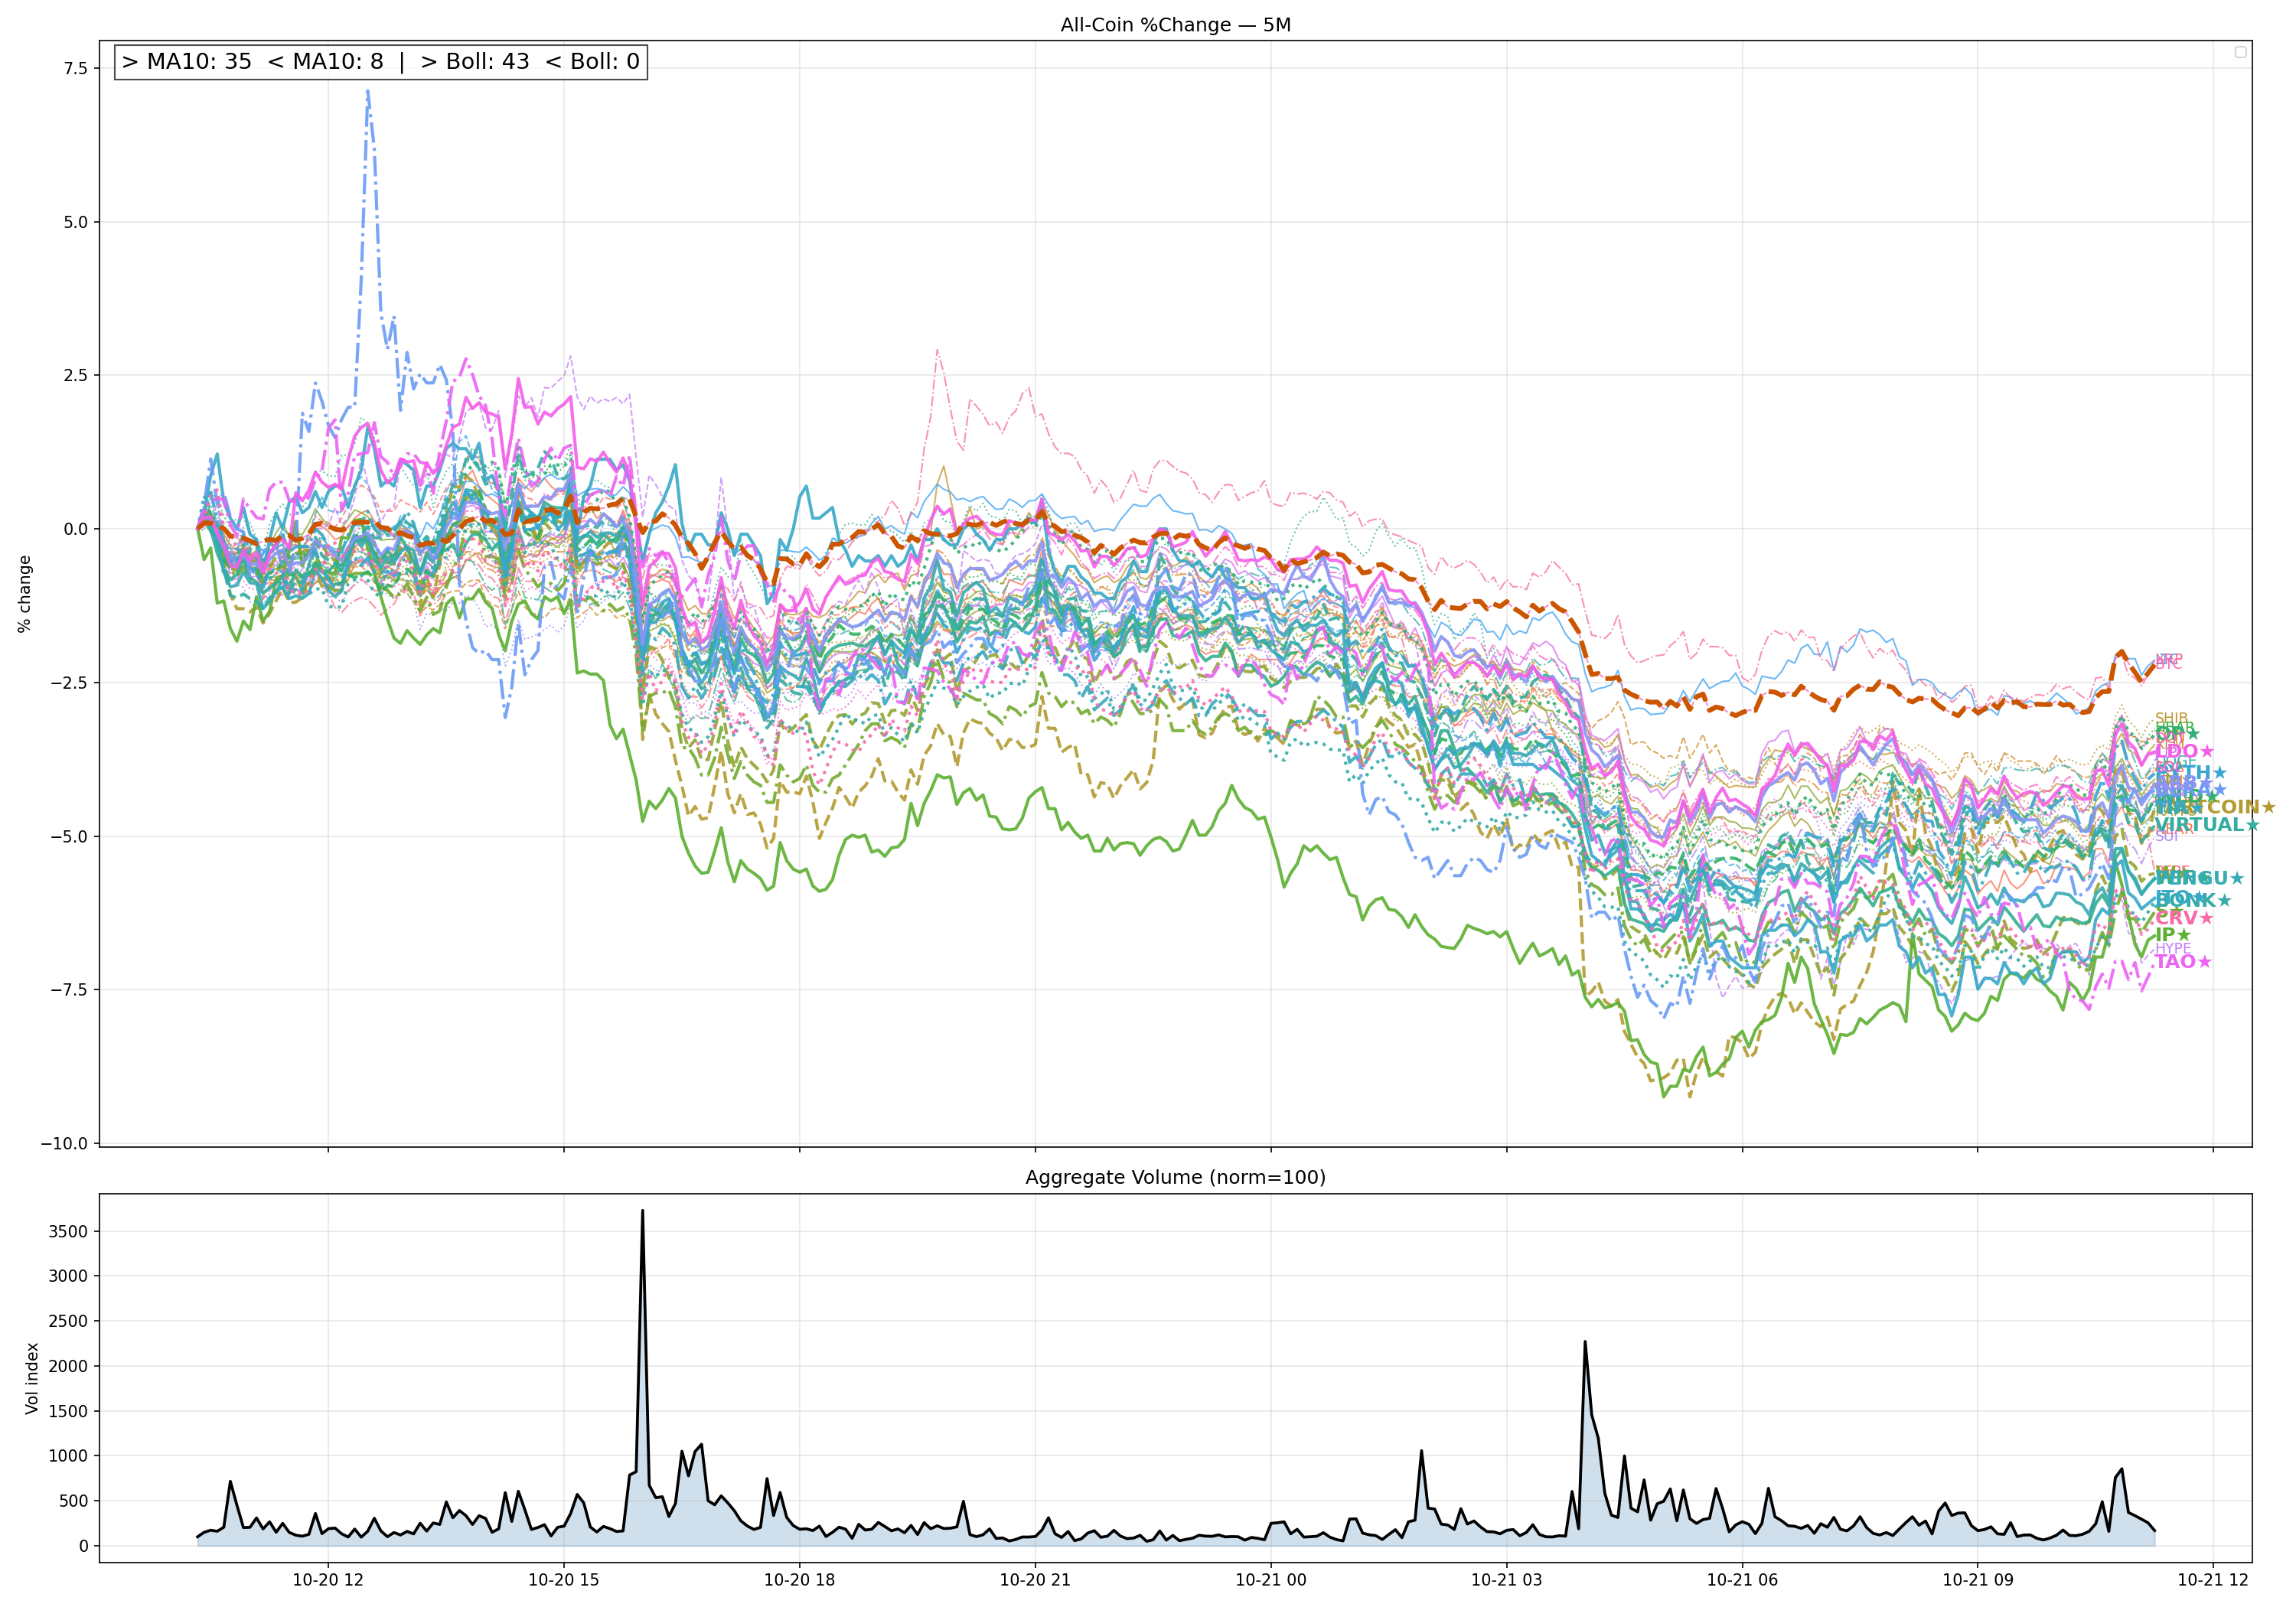 All-Coin %Change — 5M
> MA10: 35  < MA10: 8  |  > Boll: 43  < Boll: 0
7.5
5.0
2.5
0.0
−2.5
−5.0
−7.5
−10.0
% change
BTC
SHIB
LDO★
VIRTUAL★
SUI
BONK★
CRV★
IP★
HYPE
TAO★
Aggregate Volume (norm=100)
3500
3000
2500
2000
1500
1000
500
0
Vol index
10-20 12
10-20 15
10-20 18
10-20 21
10-21 00
10-21 03
10-21 06
10-21 09
10-21 12